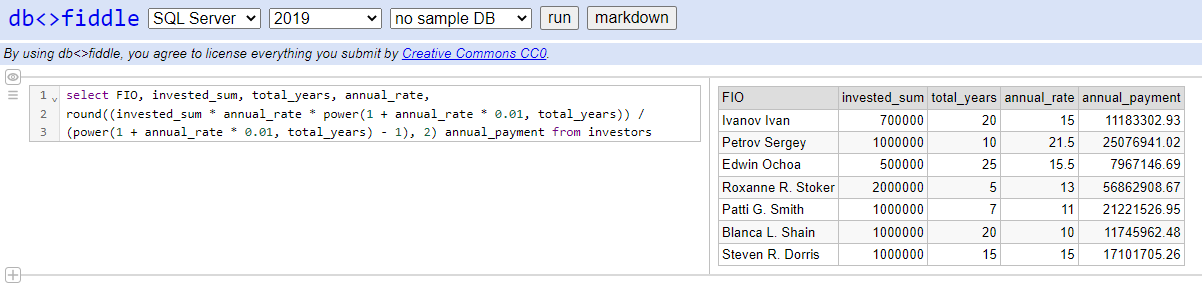 db<>fiddle SQL Server 2019 no sample DB run markdown
By using db<>fiddle, you agree to license everything you submit by Creative Commons CC0.
1 select FIO, invested_sum, total_years, annual_rate,
2 round((invested_sum * annual_rate * power(1 + annual_rate * 0.01, total_years)) /
3 (power(1 + annual_rate * 0.01, total_years) - 1), 2) annual_payment from investors
FIO invested_sum total_years annual_rate annual_payment
Ivanov Ivan 700000 20 15 11183302.93
Petrov Sergey 1000000 10 21.5 25076941.02
Edwin Ochoa 500000 25 15.5 7967146.69
Roxanne R. Stoker 2000000 5 13 56862908.67
Patti G. Smith 1000000 7 11 21221526.95
Blanca L. Shain 1000000 20 10 11745962.48
Steven R. Dorris 1000000 15 15 17101705.26